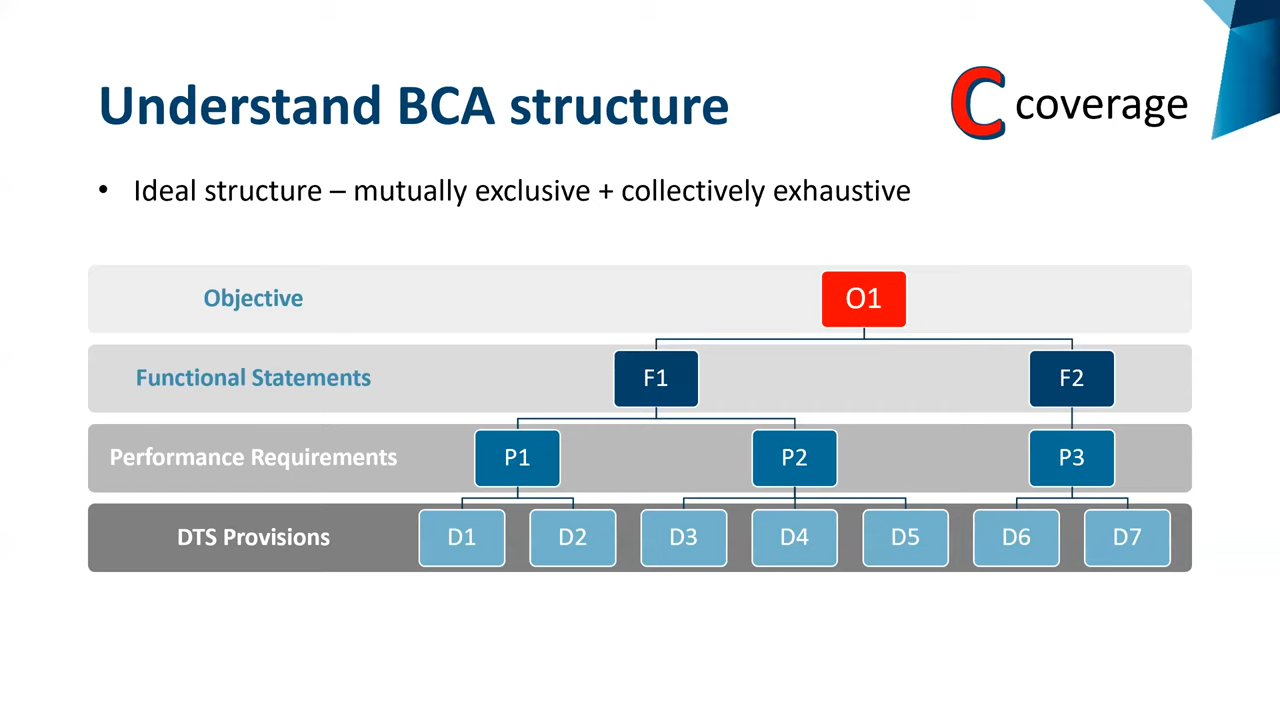 Understand BCA structure
C coverage
• Ideal structure – mutually exclusive + collectively exhaustive
Objective
O1
Functional Statements
F1
F2
Performance Requirements
P1
P2
P3
DTS Provisions
D1
D2
D3
D4
D5
D6
D7